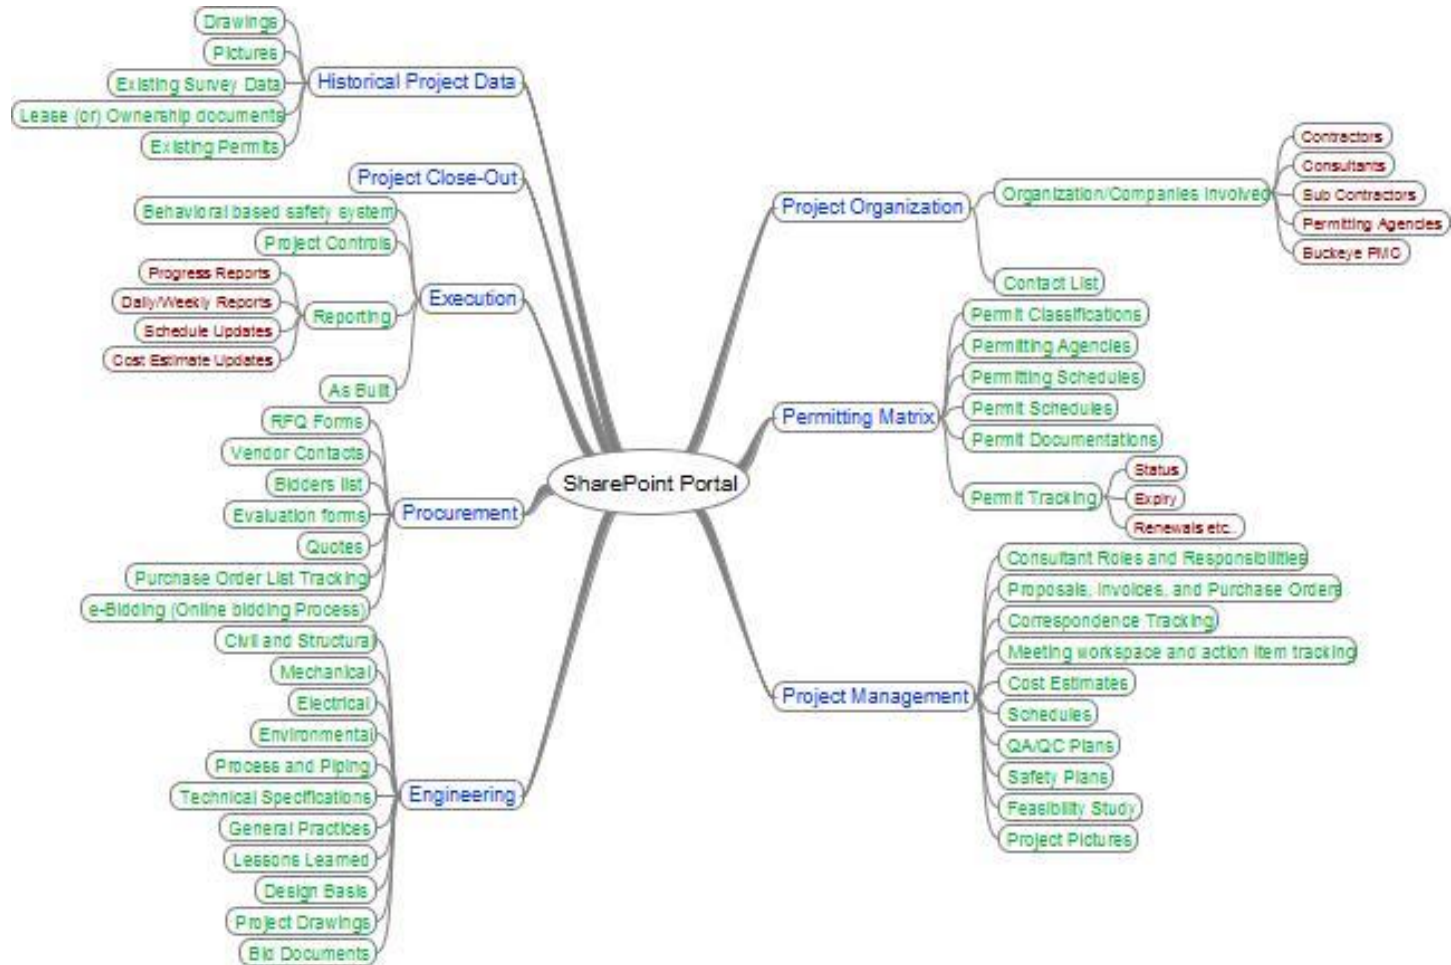 SharePoint Portal
Historical Project Data
Drawings
Pictures
Existing Survey Data
Lease (or) Ownership documents
Existing Permits
Project Close-Out
Execution
Behavioral based safety system
Project Controls
Reporting
Progress Reports
Daily/Weekly Reports
Schedule Updates
Cost Estimate Updates
As Built
Procurement
RFQ Forms
Vendor Contacts
Bidders list
Evaluation forms
Quotes
Purchase Order List Tracking
e-Bidding (Online bidding Process)
Engineering
Civil and Structural
Mechanical
Electrical
Environmental
Process and Piping
Technical Specifications
General Practices
Lessons Learned
Design Basis
Project Drawings
Bid Documents
Project Organization
Organization/Companies Involved
Contractors
Consultants
Sub Contractors
Permitting Agencies
Buckeye PMC
Contact List
Permitting Matrix
Permit Classifications
Permitting Agencies
Permitting Schedules
Permit Schedules
Permit Documentations
Permit Tracking
Status
Expiry
Renewals etc..
Project Management
Consultant Roles and Responsibilities
Proposals, Invoices, and Purchase Orders
Correspondence Tracking
Meeting workspace and action item tracking
Cost Estimates
Schedules
QA/QC Plans
Safety Plans
Feasibility Study
Project Pictures